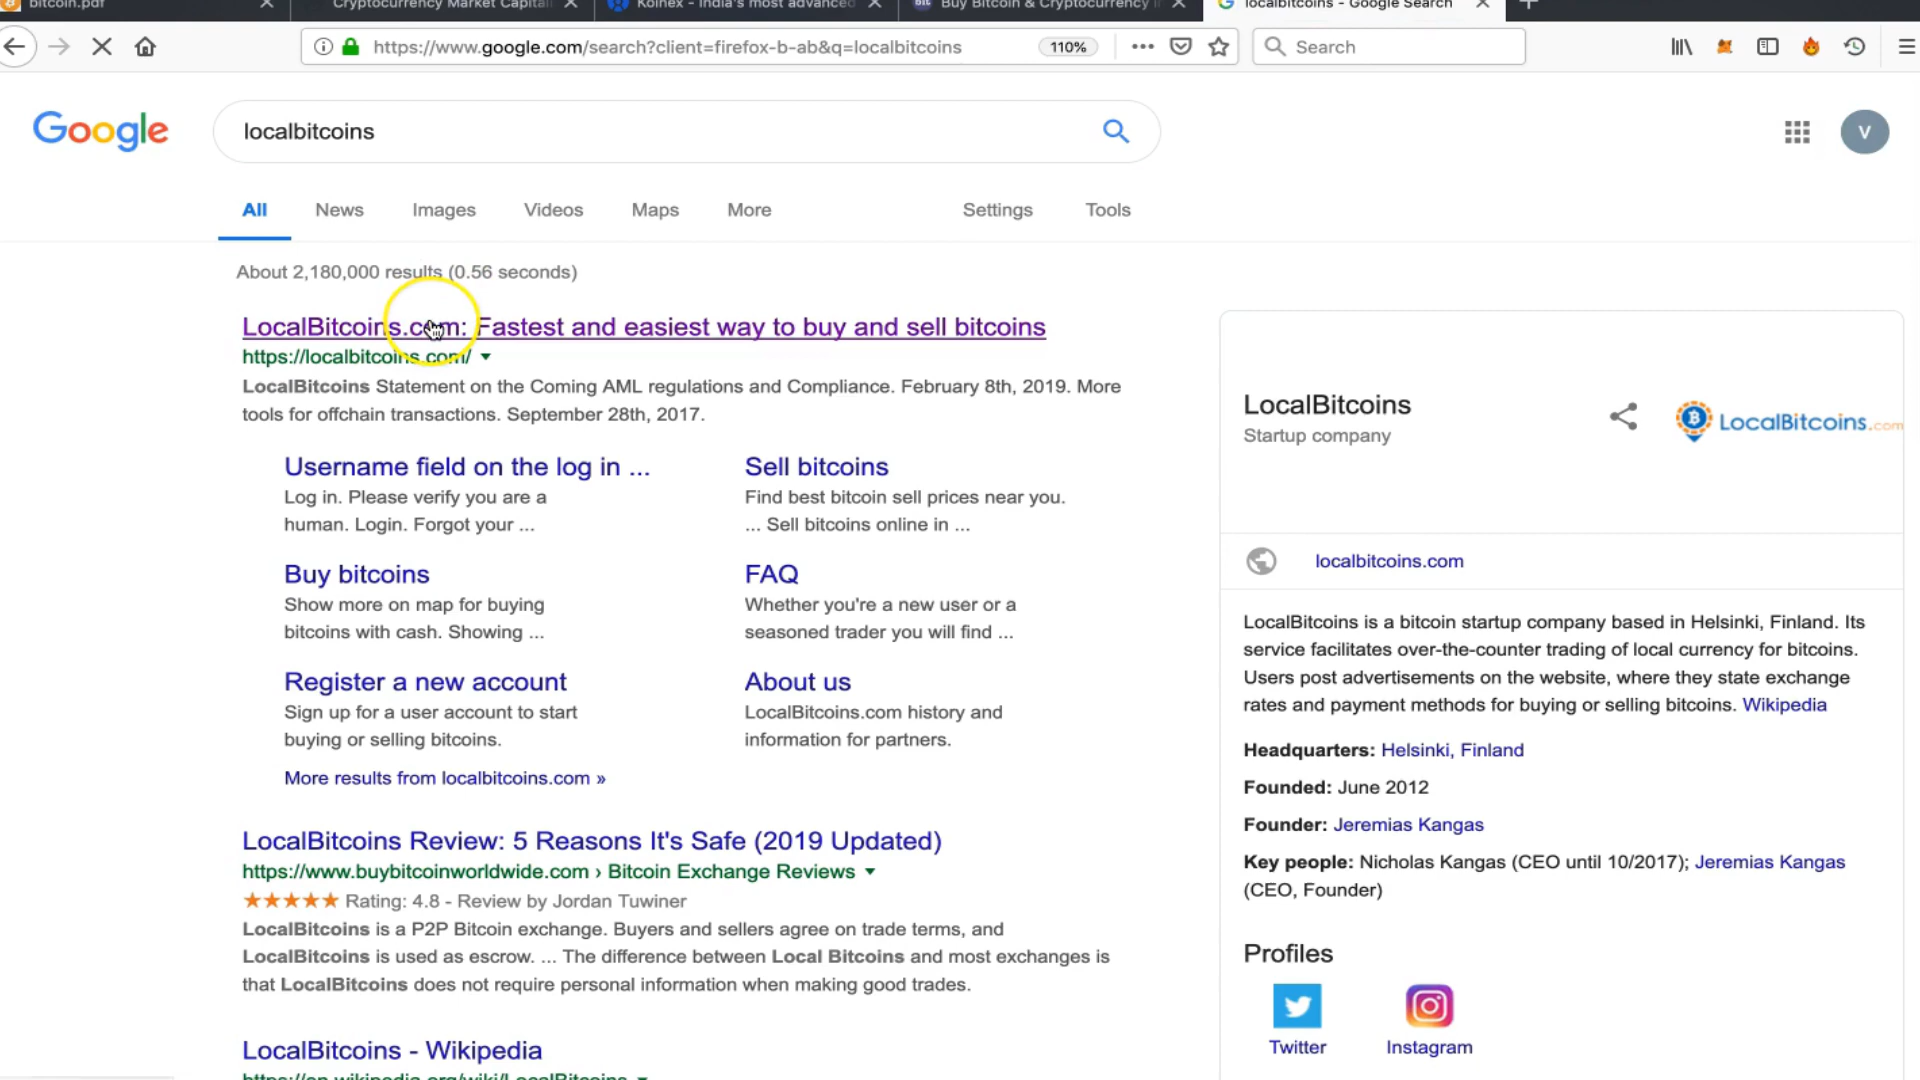 bitcoin.pdf
Cryptocurrency Market Capital
Koinex - India's most advanced
Buy Bitcoin & Cryptocurrency i
localbitcoins - Google Search
https://www.google.com/search?client=firefox-b-ab&q=localbitcoins
110%
Search
Google
localbitcoins
V
All
News
Images
Videos
Maps
More
Settings
Tools
About 2,180,000 results (0.56 seconds)
LocalBitcoins.com: Fastest and easiest way to buy and sell bitcoins
https://localbitcoins.com/
LocalBitcoins Statement on the Coming AML regulations and Compliance. February 8th, 2019. More
tools for offchain transactions. September 28th, 2017.
Username field on the log in ...
Log in. Please verify you are a
human. Login. Forgot your ...
Sell bitcoins
Find best bitcoin sell prices near you.
... Sell bitcoins online in ...
Buy bitcoins
Show more on map for buying
bitcoins with cash. Showing ...
FAQ
Whether you're a new user or a
seasoned trader you will find ...
Register a new account
Sign up for a user account to start
buying or selling bitcoins.
About us
LocalBitcoins.com history and
information for partners.
More results from localbitcoins.com »
LocalBitcoins Review: 5 Reasons It's Safe (2019 Updated)
https://www.buybitcoinworldwide.com › Bitcoin Exchange Reviews
Rating: 4.8 - Review by Jordan Tuwiner
LocalBitcoins is a P2P Bitcoin exchange. Buyers and sellers agree on trade terms, and
LocalBitcoins is used as escrow. ... The difference between Local Bitcoins and most exchanges is
that LocalBitcoins does not require personal information when making good trades.
LocalBitcoins - Wikipedia
https://en.wikipedia.org/wiki/LocalBitcoins
LocalBitcoins
Startup company
LocalBitcoins.com
localbitcoins.com
LocalBitcoins is a bitcoin startup company based in Helsinki, Finland. Its
service facilitates over-the-counter trading of local currency for bitcoins.
Users post advertisements on the website, where they state exchange
rates and payment methods for buying or selling bitcoins. Wikipedia
Headquarters: Helsinki, Finland
Founded: June 2012
Founder: Jeremias Kangas
Key people: Nicholas Kangas (CEO until 10/2017); Jeremias Kangas
(CEO, Founder)
Profiles
Twitter
Instagram